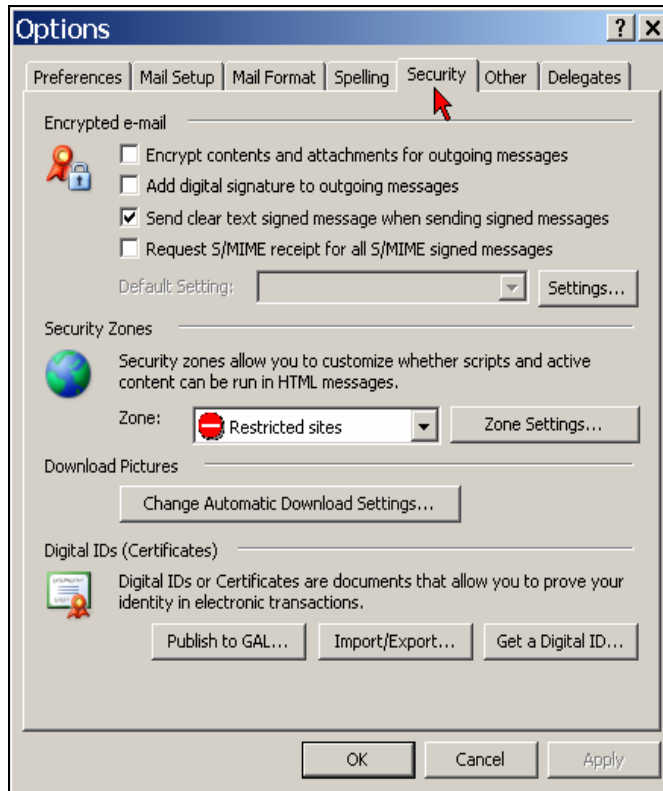 Options
Preferences Mail Setup Mail Format Spelling Security Other Delegates
Encrypted e-mail
Encrypt contents and attachments for outgoing messages
Add digital signature to outgoing messages
Send clear text signed message when sending signed messages
Request S/MIME receipt for all S/MIME signed messages
Default Setting: Settings...
Security Zones
Security zones allow you to customize whether scripts and active
content can be run in HTML messages.
Zone: Restricted sites Zone Settings...
Download Pictures
Change Automatic Download Settings...
Digital IDs (Certificates)
Digital IDs or Certificates are documents that allow you to prove your
identity in electronic transactions.
Publish to GAL... Import/Export... Get a Digital ID...
OK Cancel Apply